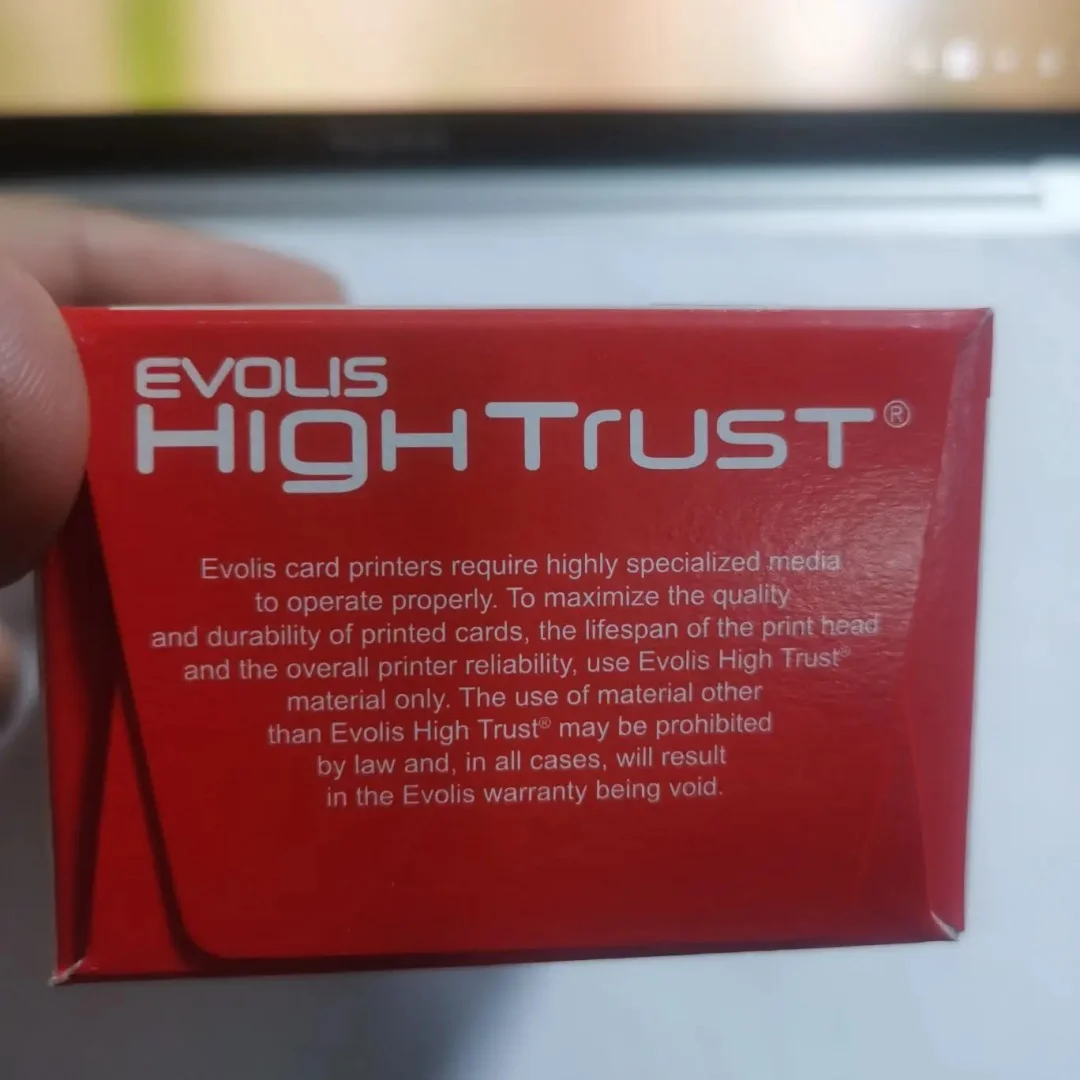 EVOLIS
HIGH TRUST®
Evolis card printers require highly specialized media
to operate properly. To maximize the quality
and durability of printed cards, the lifespan of the print head
and the overall printer reliability, use Evolis High Trust®
material only. The use of material other
than Evolis High Trust® may be prohibited
by law and, in all cases, will result
in the Evolis warranty being void.